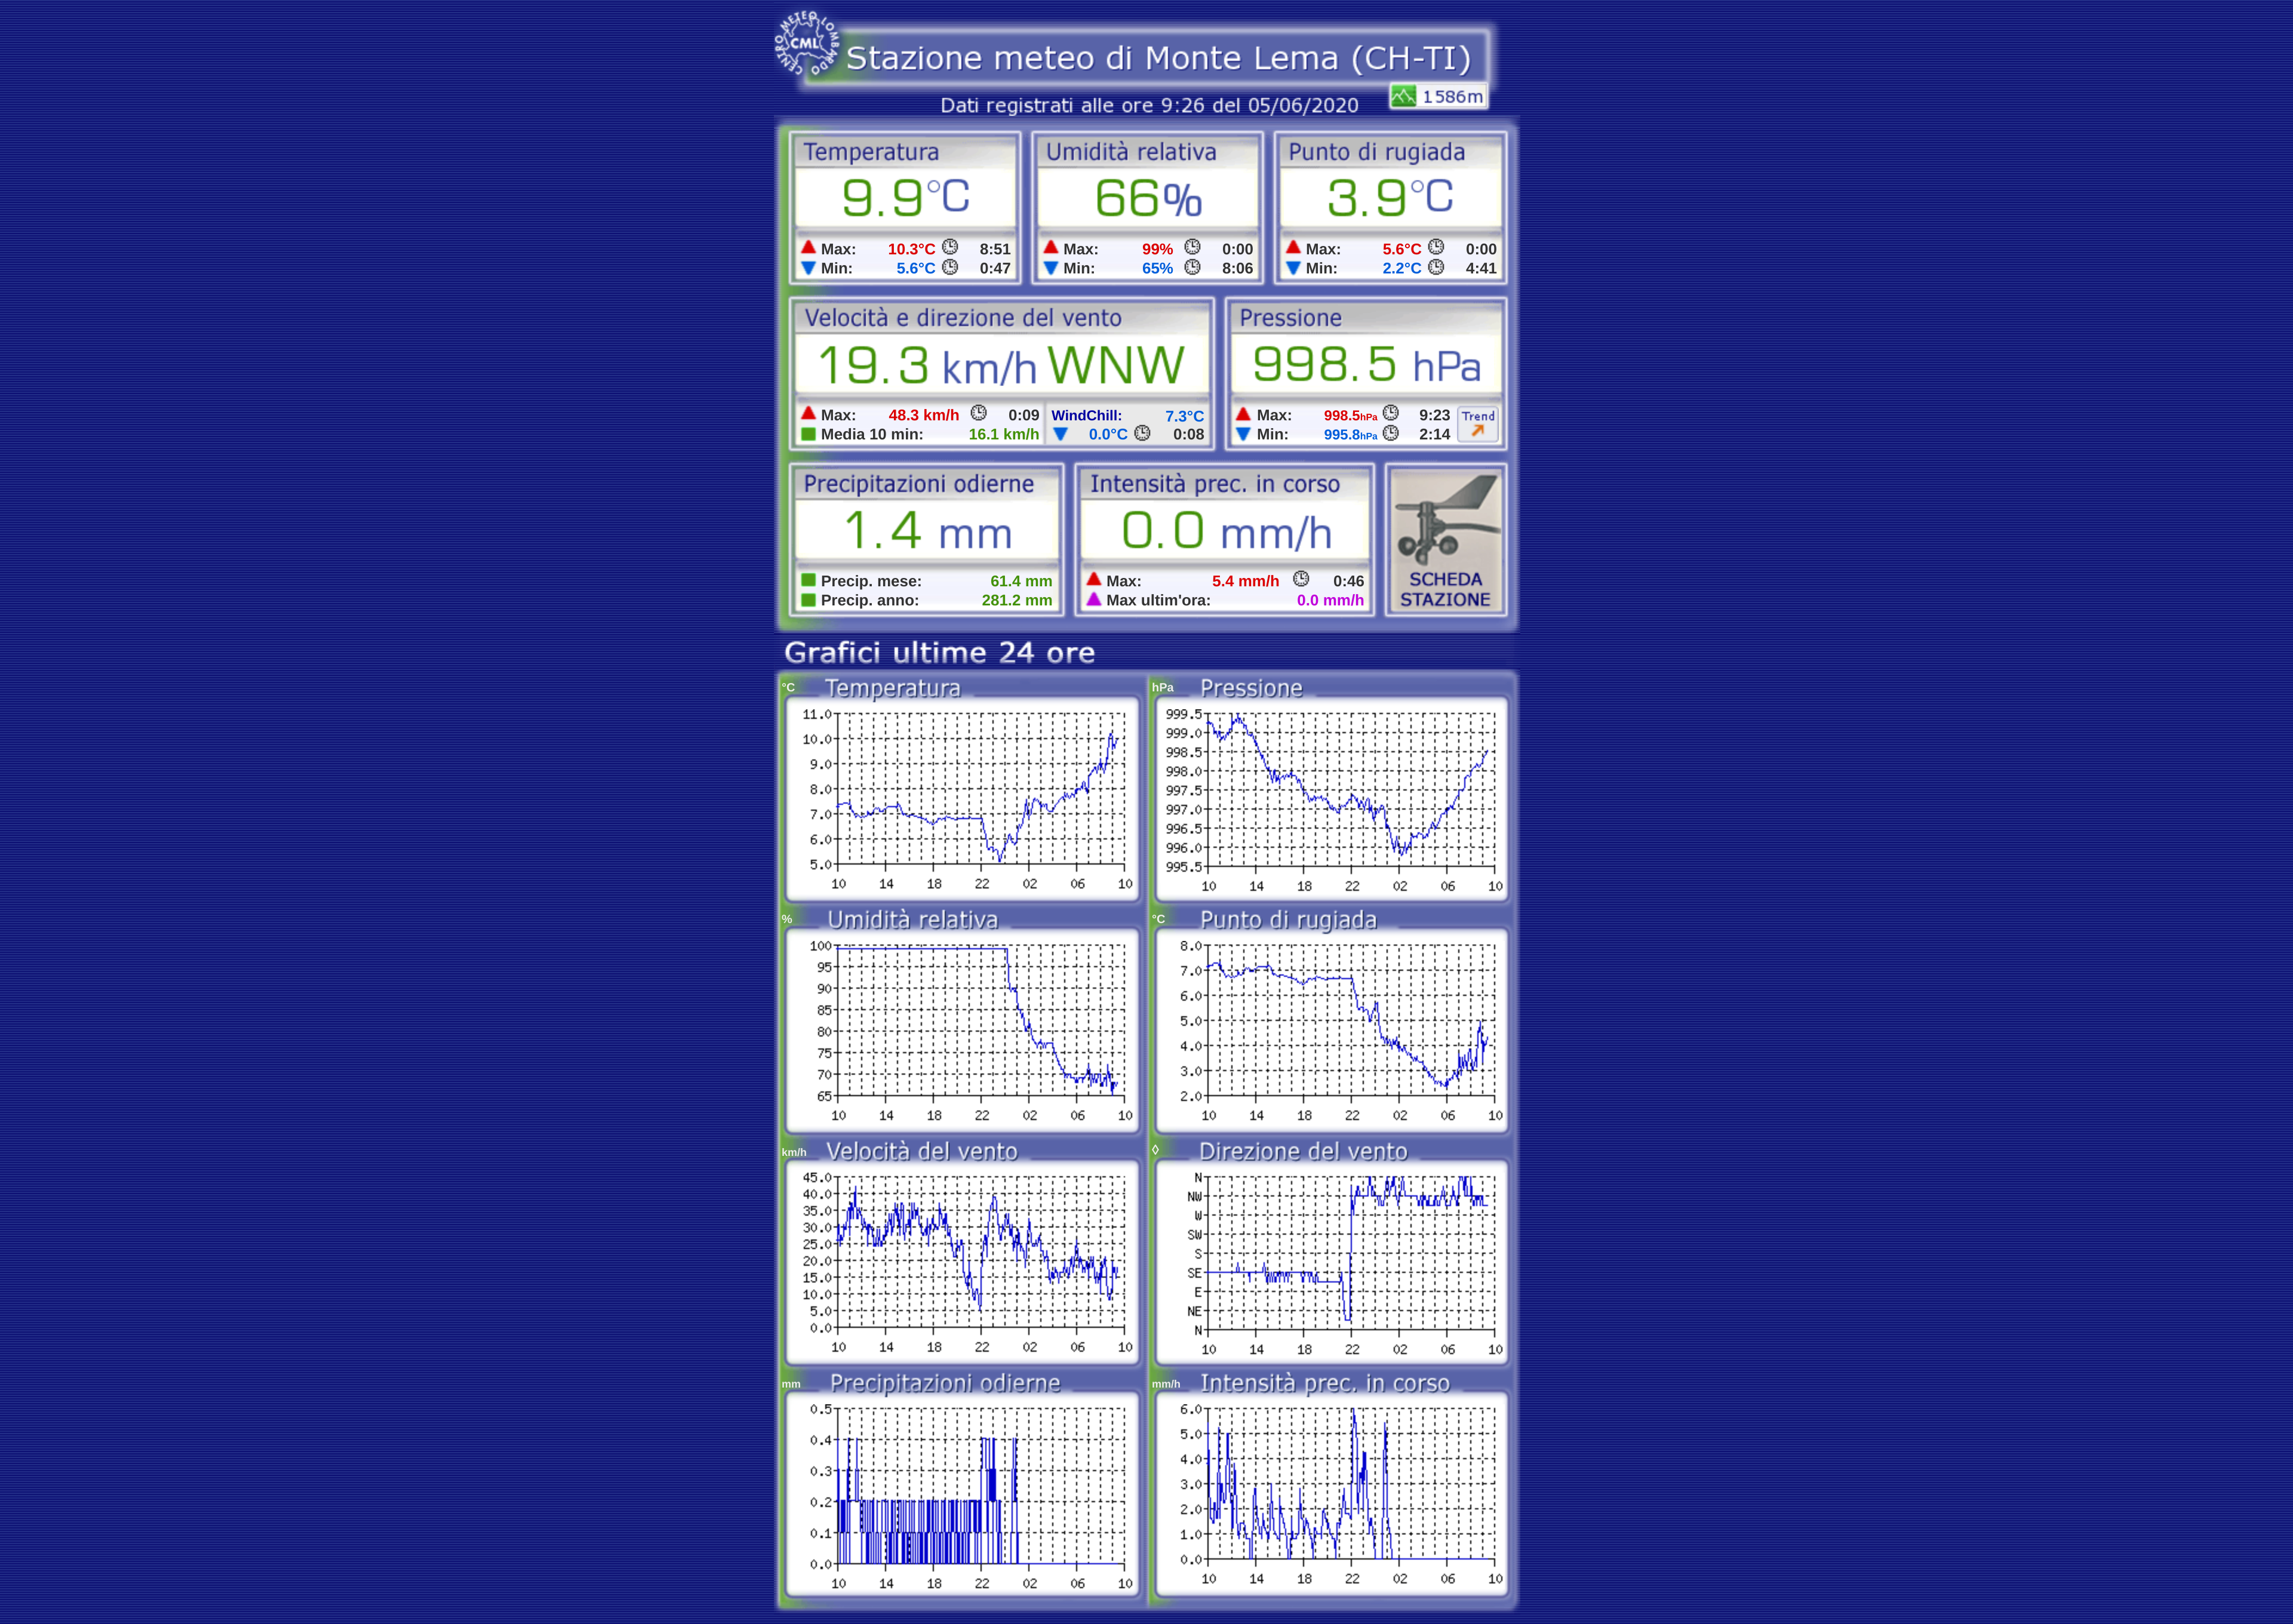 CENTRO METEO LOMBARDO
CML
Stazione meteo di Monte Lema (CH-TI)
1586m
Dati registrati alle ore 9:26 del 05/06/2020
Temperatura
9.9°C
Max: 10.3°C 8:51
Min: 5.6°C 0:47
Umidità relativa
66%
Max: 99% 0:00
Min: 65% 8:06
Punto di rugiada
3.9°C
Max: 5.6°C 0:00
Min: 2.2°C 4:41
Velocità e direzione del vento
19.3 km/h WNW
Max: 48.3 km/h 0:09
Media 10 min: 16.1 km/h
WindChill: 7.3°C
0.0°C 0:08
Pressione
998.5 hPa
Max: 998.5hPa 9:23
Min: 995.8hPa 2:14
Trend
Precipitazioni odierne
1.4 mm
Precip. mese: 61.4 mm
Precip. anno: 281.2 mm
Intensità prec. in corso
0.0 mm/h
Max: 5.4 mm/h 0:46
Max ultim'ora: 0.0 mm/h
SCHEDA
STAZIONE
Grafici ultime 24 ore
°C Temperatura
11.0
10.0
9.0
8.0
7.0
6.0
5.0
10 14 18 22 02 06 10
hPa Pressione
999.5
999.0
998.5
998.0
997.5
997.0
996.5
996.0
995.5
10 14 18 22 02 06 10
% Umidità relativa
100
95
90
85
80
75
70
65
10 14 18 22 02 06 10
°C Punto di rugiada
8.0
7.0
6.0
5.0
4.0
3.0
2.0
10 14 18 22 02 06 10
km/h Velocità del vento
45.0
40.0
35.0
30.0
25.0
20.0
15.0
10.0
5.0
0.0
10 14 18 22 02 06 10
◊ Direzione del vento
N
NW
W
SW
S
SE
E
NE
N
10 14 18 22 02 06 10
mm Precipitazioni odierne
0.5
0.4
0.3
0.2
0.1
0.0
10 14 18 22 02 06 10
mm/h Intensità prec. in corso
6.0
5.0
4.0
3.0
2.0
1.0
0.0
10 14 18 22 02 06 10